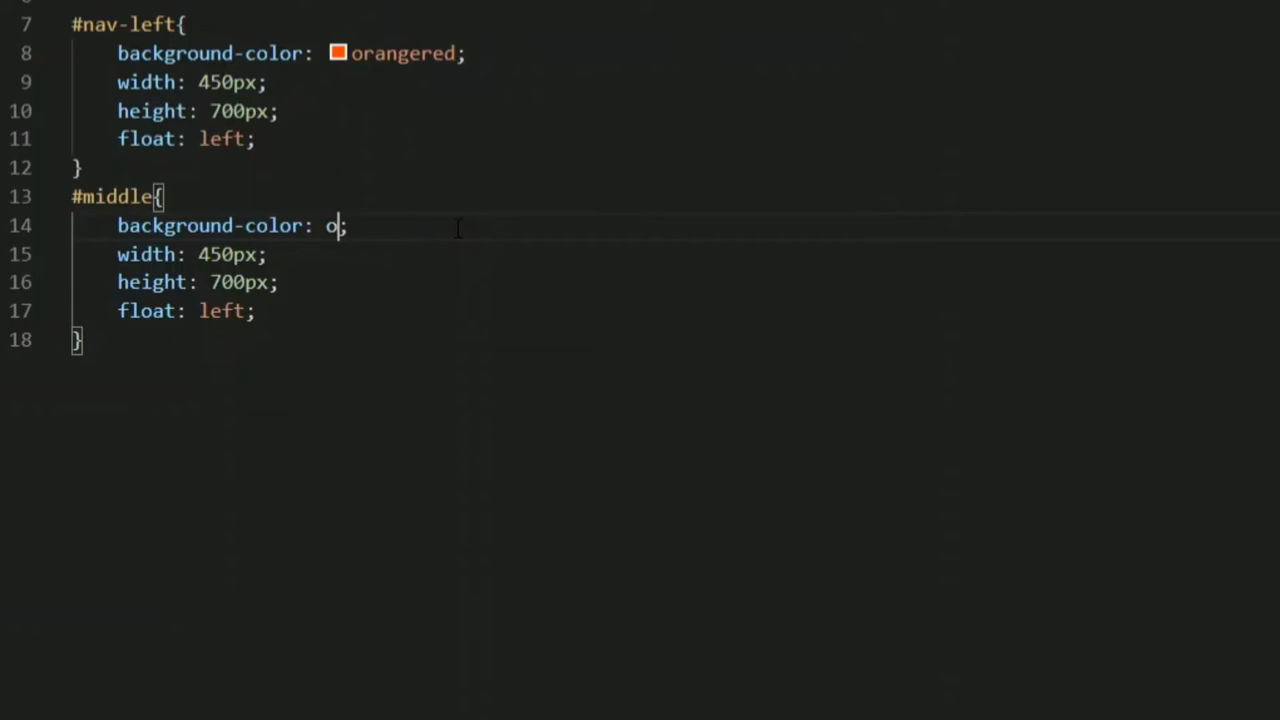 7 #nav-left{
8 background-color: orangered;
9 width: 450px;
10 height: 700px;
11 float: left;
12 }
13 #middle{
14 background-color: o;
15 width: 450px;
16 height: 700px;
17 float: left;
18 }